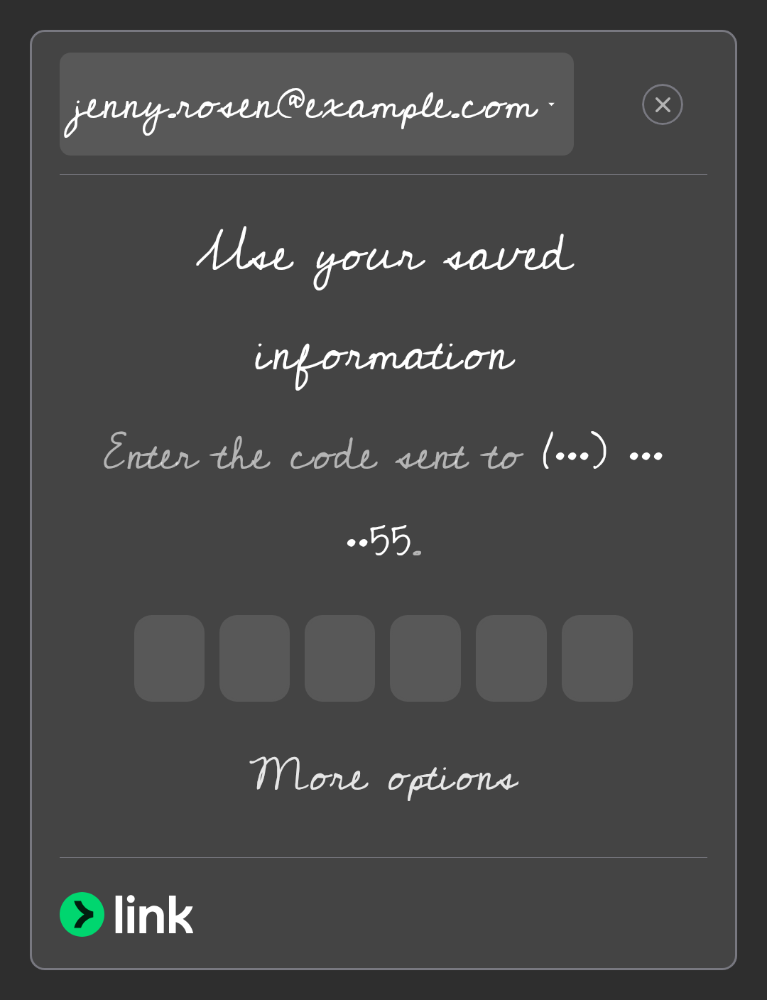 jenny.rosen@example.com
Use your saved
information
Enter the code sent to (•••) •••
••55.
More options
link